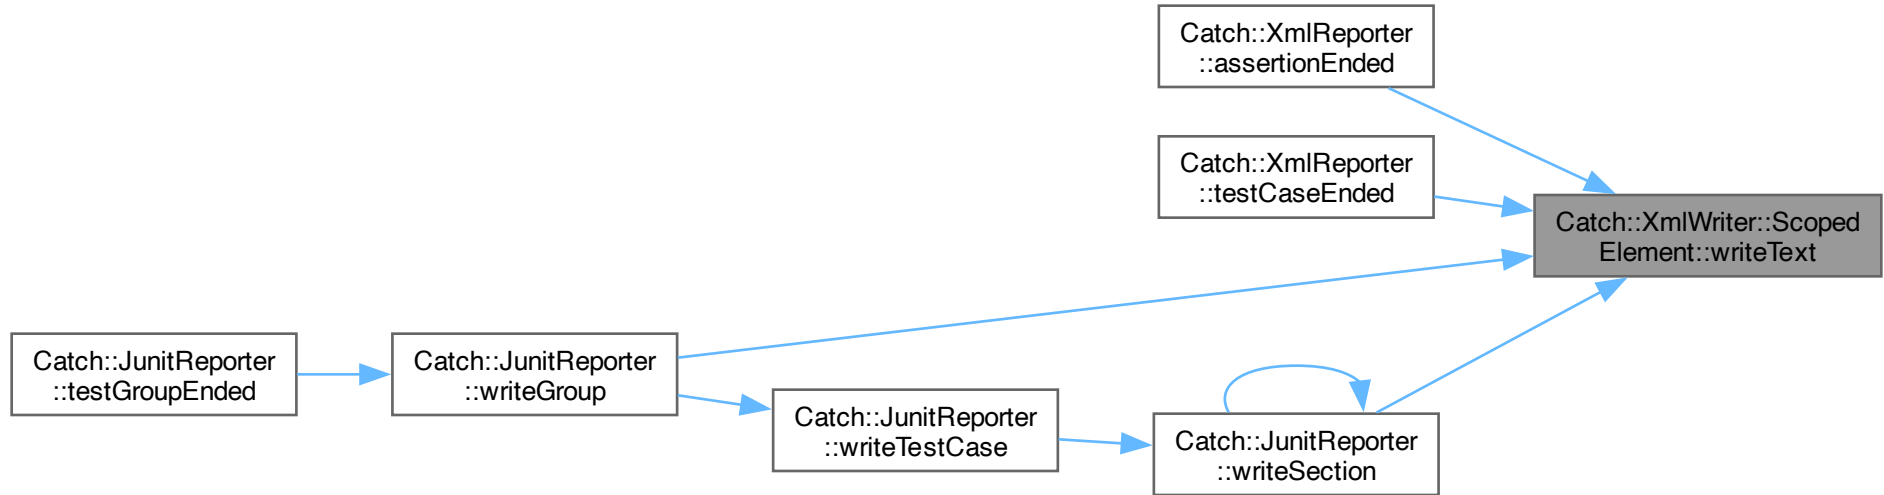 Catch::XmlReporter
::assertionEnded
Catch::XmlReporter
::testCaseEnded
Catch::XmlWriter::Scoped
Element::writeText
Catch::JunitReporter
::testGroupEnded
Catch::JunitReporter
::writeGroup
Catch::JunitReporter
::writeTestCase
Catch::JunitReporter
::writeSection